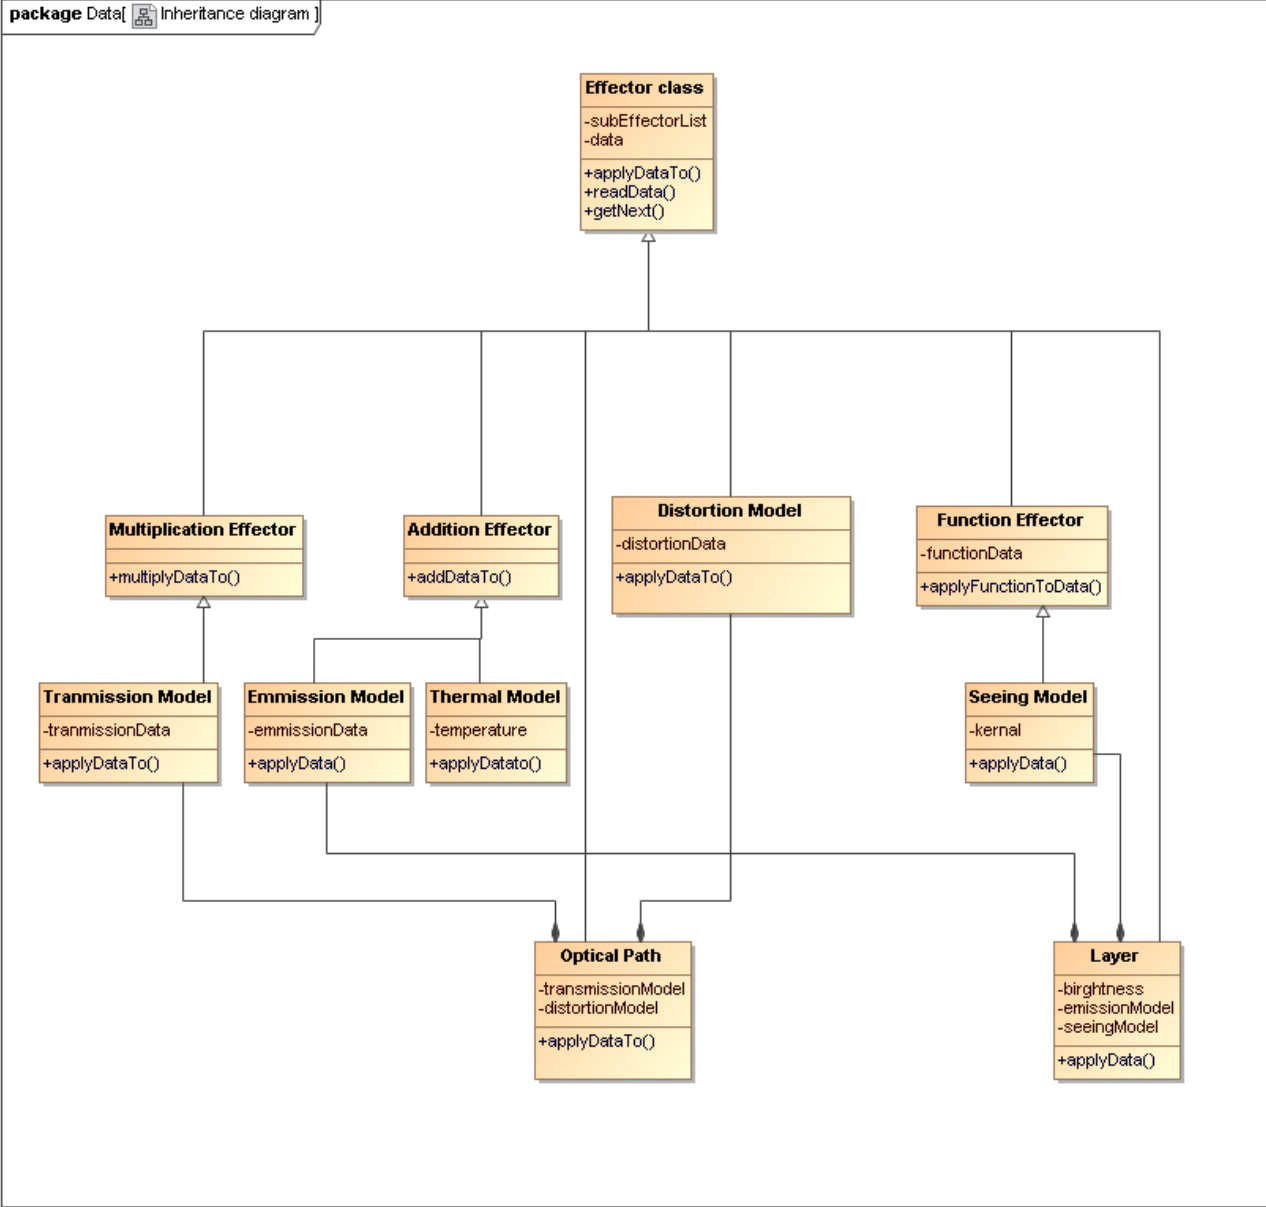 package Data[ Inheritance diagram ]
Effector class
-subEffectorList
-data
+applyDataTo()
+readData()
+getNext()
Multiplication Effector
+multiplyDataTo()
Addition Effector
+addDataTo()
Distortion Model
-distortionData
+applyDataTo()
Function Effector
-functionData
+applyFunctionToData()
Tranmission Model
-tranmissionData
+applyDataTo()
Emmission Model
-emmissionData
+applyData()
Thermal Model
-temperature
+applyDatato()
Seeing Model
-kernal
+applyData()
Optical Path
-transmissionModel
-distortionModel
+applyDataTo()
Layer
-birghtness
-emissionModel
-seeingModel
+applyData()